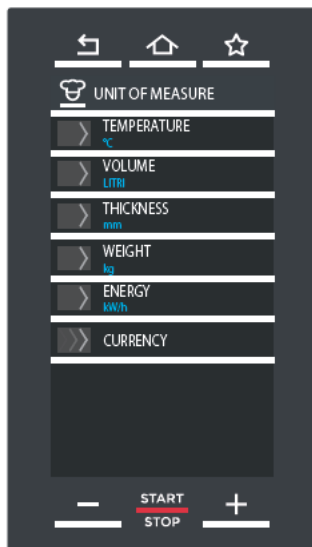 UNIT OF MEASURE
TEMPERATURE
°C
VOLUME
LITRI
THICKNESS
mm
WEIGHT
kg
ENERGY
kW/h
CURRENCY
START
STOP